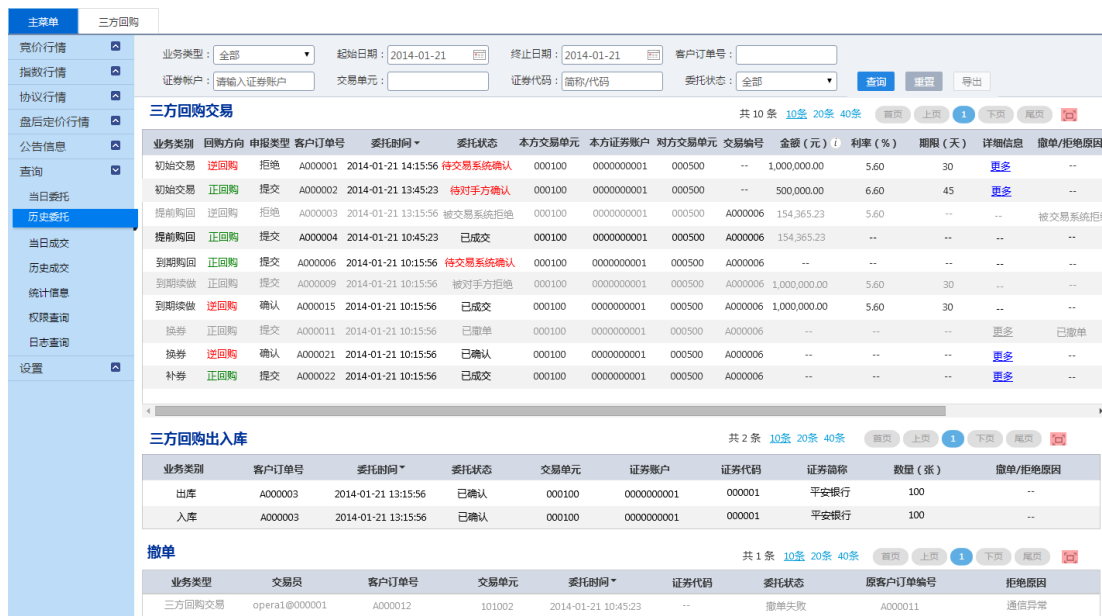 主菜单 三方回购
竞价行情
指数行情
协议行情
盘后定价行情
公告信息
查询
当日委托
历史委托
当日成交
历史成交
统计信息
权限查询
日志查询
设置
业务类型： 全部 起始日期： 2014-01-21 终止日期： 2014-01-21 客户订单号：
证券帐户： 请输入证券账户 交易单元： 证券代码： 简称/代码 委托状态： 全部 查询 重置 导出
三方回购交易 共 10 条 10条 20条 40条 首页 上页 1 下页 尾页
业务类别 回购方向 申报类型 客户订单号 委托时间 委托状态 本方交易单元 本方证券账户 对方交易单元 交易编号 金额（元） i 利率（%） 期限（天） 详细信息 撤单/拒绝原因
初始交易 逆回购 拒绝 A000001 2014-01-21 14:15:56 待交易系统确认 000100 0000000001 000500 -- 1,000,000.00 5.60 30 更多 --
初始交易 正回购 提交 A000002 2014-01-21 13:45:23 待对手方确认 000100 0000000001 000500 -- 500,000.00 6.60 45 更多 --
提前购回 逆回购 拒绝 A000003 2014-01-21 13:15:56 被交易系统拒绝 000100 0000000001 000500 A000006 154,365.23 5.60 -- -- 被交易系统拒
提前购回 正回购 提交 A000004 2014-01-21 10:45:23 已成交 000100 0000000001 000500 A000006 154,365.23 -- -- -- --
到期购回 正回购 提交 A000006 2014-01-21 10:15:56 待交易系统确认 000100 0000000001 000500 A000006 -- -- -- -- --
到期续做 正回购 提交 A000009 2014-01-21 10:15:56 被对手方拒绝 000100 0000000001 000500 A000006 1,000,000.00 5.60 30 -- --
到期续做 逆回购 确认 A000015 2014-01-21 10:15:56 已成交 000100 0000000001 000500 A000006 1,000,000.00 5.60 30 -- --
换券 正回购 提交 A000011 2014-01-21 10:15:56 已撤单 000100 0000000001 000500 A000006 -- -- -- 更多 已撤单
换券 逆回购 确认 A000021 2014-01-21 10:15:56 已确认 000100 0000000001 000500 A000006 -- -- -- 更多 --
补券 正回购 提交 A000022 2014-01-21 10:15:56 已成交 000100 0000000001 000500 A000006 -- -- -- 更多 --
三方回购出入库 共 2 条 10条 20条 40条 首页 上页 1 下页 尾页
业务类别 客户订单号 委托时间 委托状态 交易单元 证券账户 证券代码 证券简称 数量（张） 撤单/拒绝原因
出库 A000003 2014-01-21 13:15:56 已确认 000100 0000000001 000001 平安银行 100 --
入库 A000003 2014-01-21 13:15:56 已确认 000100 0000000001 000001 平安银行 100 --
撤单 共 1 条 10条 20条 40条 首页 上页 1 下页 尾页
业务类型 交易员 客户订单号 交易单元 委托时间 证券代码 委托状态 原客户订单编号 拒绝原因
三方回购交易 opera1@000001 A000012 101002 2014-01-21 10:45:23 -- 撤单失败 A000011 通信异常